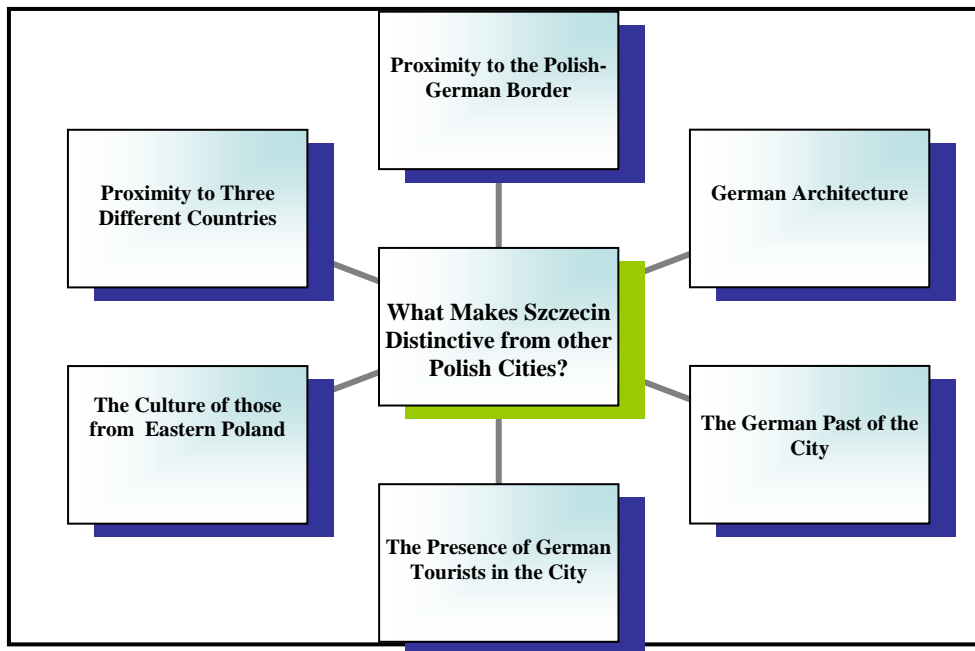 Proximity to the Polish-
German Border
Proximity to Three
Different Countries
German Architecture
What Makes Szczecin
Distinctive from other
Polish Cities?
The Culture of those
from Eastern Poland
The German Past of the
City
The Presence of German
Tourists in the City